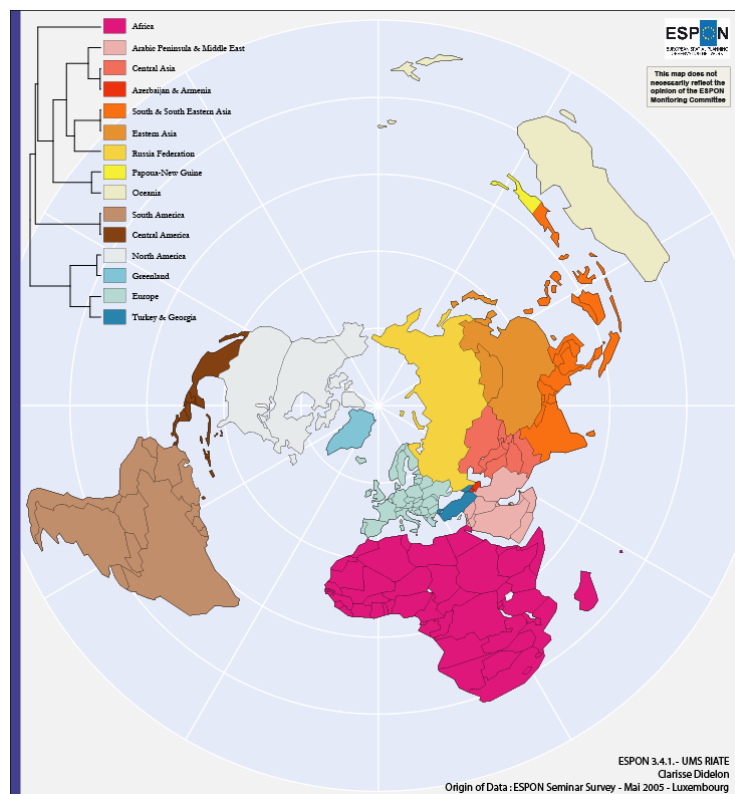 Africa
Arabic Peninsula & Middle East
Central Asia
Azerbaijan & Armenia
South & South Eastern Asia
Eastern Asia
Russia Federation
Papoua-New Guine
Oceania
South America
Central America
North America
Greenland
Europe
Turkey & Georgia
ESPON
This map does not
necessarily reflect the
opinion of the ESPON
Monitoring Committee
ESPON 3.4.1.- UMS RIATE
Clarisse Didelon
Origin of Data : ESPON Seminar Survey - Mai 2005 - Luxembourg